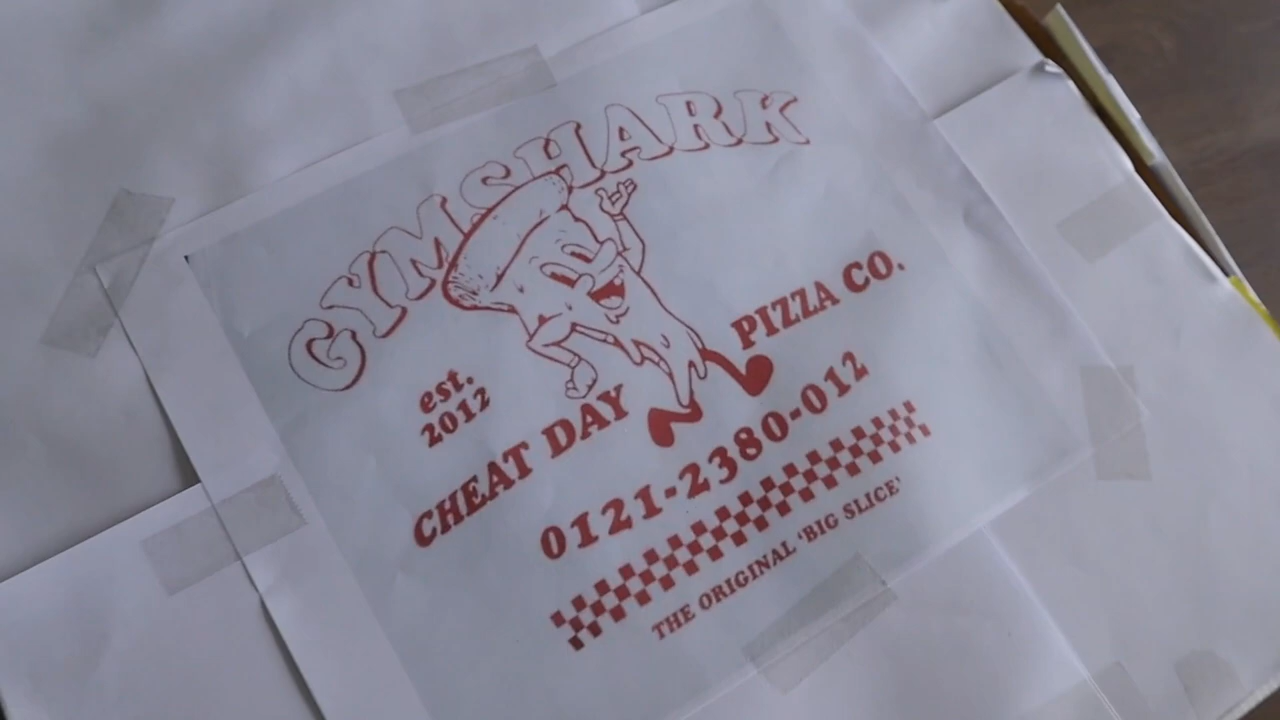 GYMSHARK
est.
2012
CHEAT DAY PIZZA CO.
0121-2380-012
THE ORIGINAL ‘BIG SLICE’